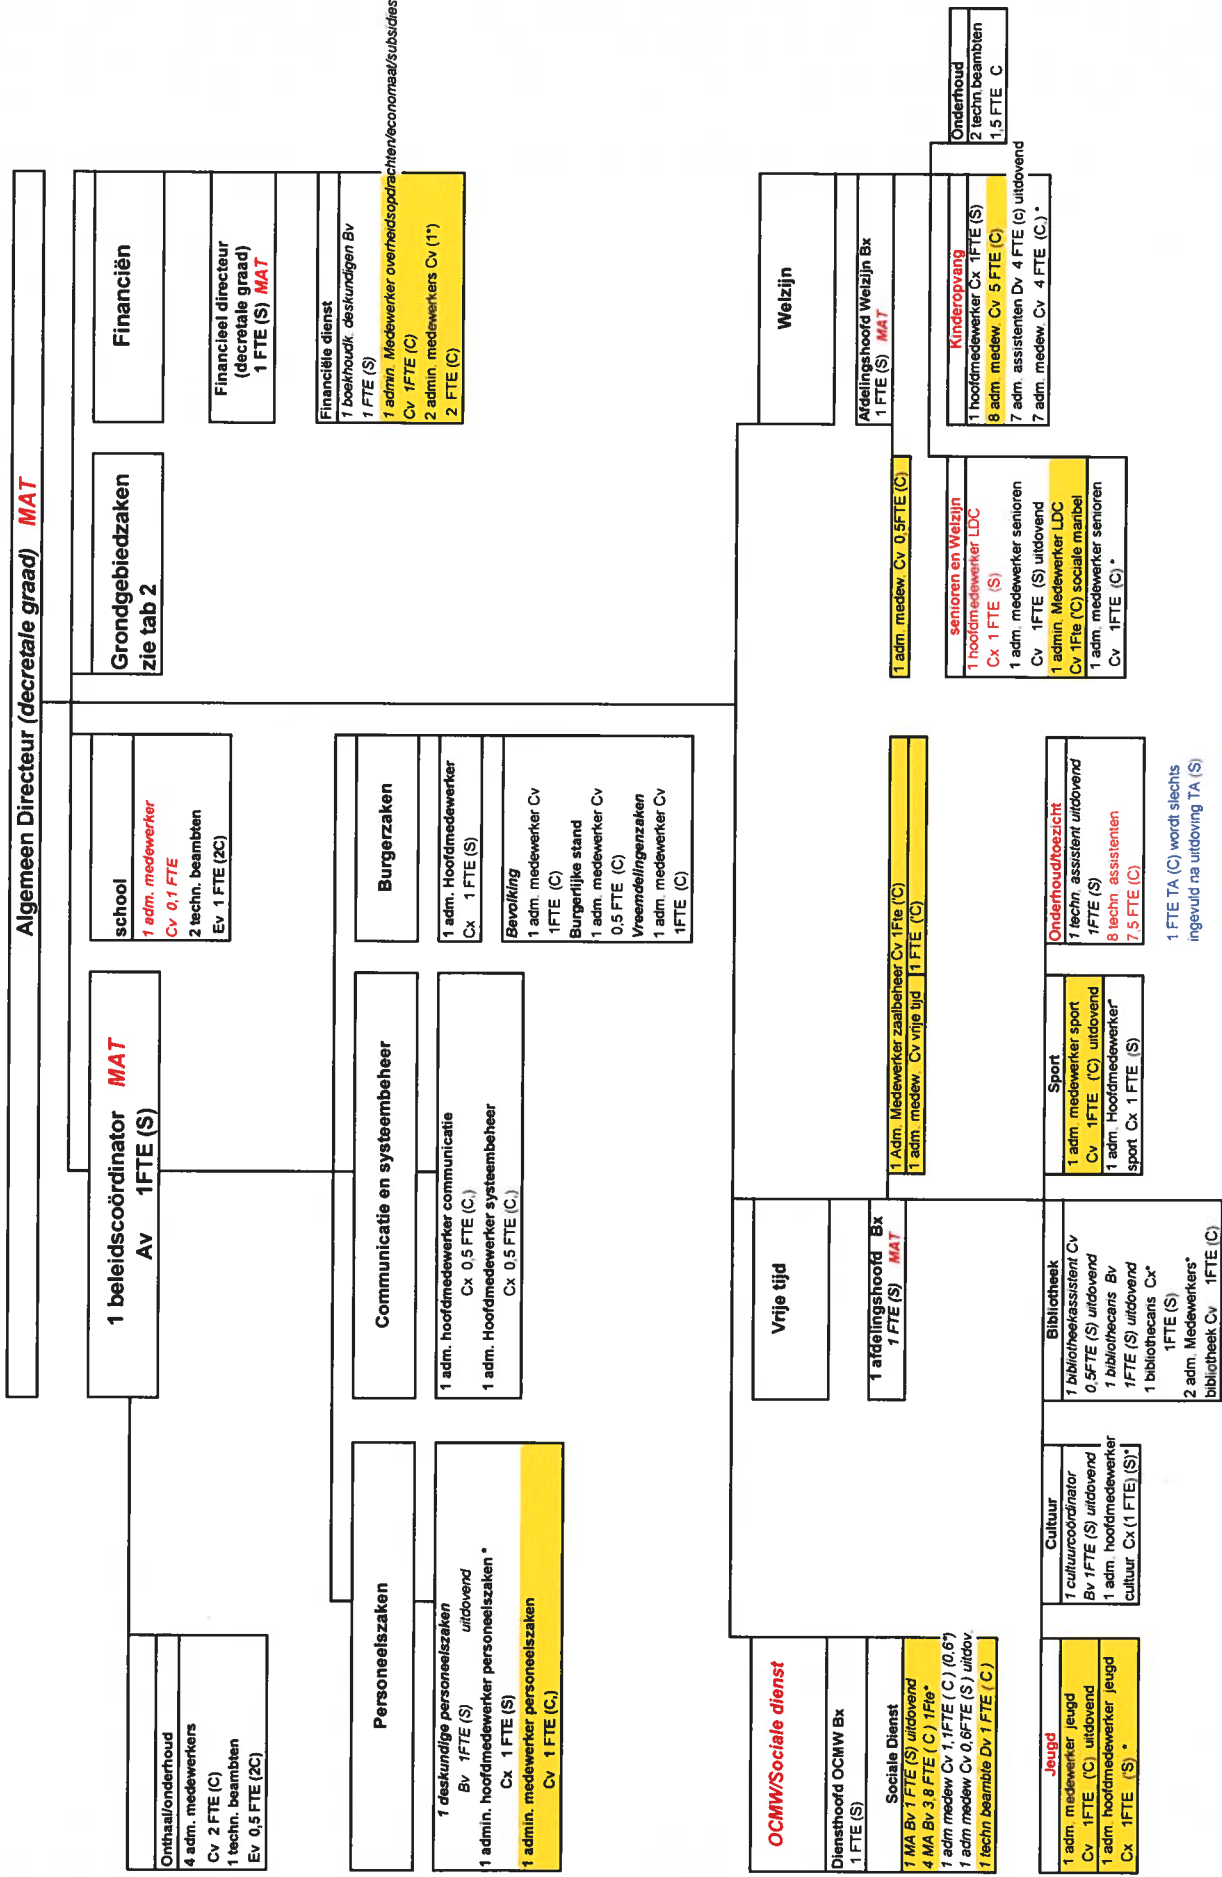 Algemeen Directeur (decretale graad) MAT
1 beleidscoördinator MAT
Av 1FTE (S)
school
1 adm. medewerker
Cv 0,1 FTE
2 techn. beambten
Ev 1 FTE (2C)
Grondgebiedzaken
zie tab 2
Financiën
Financieel directeur
(decretale graad)
1 FTE (S) MAT
Financiële dienst
1 boekhoudk. deskundigen Bv
1 FTE (S)
1 admin. Medewerker overheidsopdrachten/economaat/subsidies
Cv 1FTE (C)
2 admin. medewerkers Cv (1*)
2 FTE (C)
Onthaal/onderhoud
4 adm. medewerkers
Cv 2 FTE (C)
1 techn. beambten
Ev 0,5 FTE (2C)
Personeelszaken
1 deskundige personeelszaken
Bv 1FTE (S) uitdovend
1 admin. hoofdmedewerker personeelszaken *
Cx 1 FTE (S)
1 admin. medewerker personeelszaken
Cv 1 FTE (C,)
Communicatie en systeembeheer
1 adm. hoofdmedewerker communicatie
Cx 0,5 FTE (C,)
1 adm. Hoofdmedewerker systeembeheer
Cx 0,5 FTE (C,)
Burgerzaken
1 adm. Hoofdmedewerker
Cx 1 FTE (S)
Bevolking
1 adm. medewerker Cv
1FTE (C)
Burgerlijke stand
1 adm. medewerker Cv
0,5 FTE (C)
Vreemdelingenzaken
1 adm. medewerker Cv
1FTE (C)
OCMW/Sociale dienst
Diensthoofd OCMW Bx
1 FTE (S)
Sociale Dienst
1 MA Bv 1 FTE (S) uitdovend
4 MA Bv 3,8 FTE ( C ) 1Fte*
1 adm medew Cv 1,1FTE ( C ) (0,6*)
1 adm medew Cv 0,6FTE (S ) uitdov.
1 techn beambte Dv 1 FTE ( C )
Vrije tijd
1 afdelingshoofd Bx
1 FTE (S) MAT
1 Adm. Medewerker zaalbeheer Cv 1Fte ('C)
1 adm. medew. Cv vrije tijd 1 FTE ('C)
Welzijn
Afdelingshoofd Welzijn Bx
1 FTE (S) MAT
1 adm. medew. Cv 0,5FTE (C)
Jeugd
1 adm. medewerker jeugd
Cv 1FTE ('C) uitdovend
1 adm. hoofdmedewerker jeugd
Cx 1FTE ('S) *
Cultuur
1 cultuurcoördinator
Bv 1FTE (S) uitdovend
1 adm. hoofdmedewerker
cultuur Cx (1 FTE) (S)*
Bibliotheek
1 bibliotheekassistent Cv
0,5FTE (S) uitdovend
1 bibliothecaris Bv
1FTE (S) uitdovend
1 bibliothecaris Cx*
1FTE (S)
2 adm. Medewerkers*
bibliotheek Cv 1FTE (C)
Sport
1 adm. medewerker sport
Cv 1FTE (C) uitdovend
1 adm. Hoofdmedewerker*
sport Cx 1 FTE (S)
Onderhoud/toezicht
1 techn. assistent uitdovend
1FTE (S)
8 techn. assistenten
7,5 FTE (C)
1 FTE TA (C) wordt slechts
ingevuld na uitdoving TA (S)
senioren en Welzijn
1 hoofdmedewerker LDC
Cx 1 FTE (S)
1 adm. medewerker senioren
Cv 1FTE (S) uitdovend
1 admin. Medewerker LDC
Cv 1Fte ('C) sociale maribel
1 adm. medewerker senioren
Cv 1FTE (C) *
Kinderopvang
1 hoofdmedewerker Cx 1FTE (S)
8 adm. medew. Cv 5 FTE (C)
7 adm. assistenten Dv 4 FTE (c) uitdovend
7 adm. medew. Cv 4 FTE (C,) *
Onderhoud
2 techn.beambten
1,5 FTE C